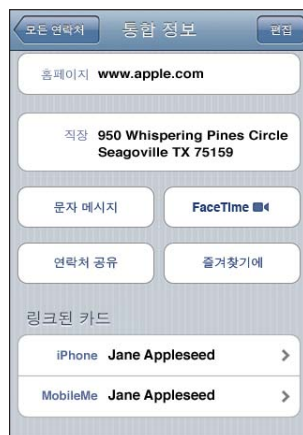 모든 연락처 통합 정보 편집
홈페이지 www.apple.com
직장 950 Whispering Pines Circle
Seagoville TX 75159
문자 메시지 FaceTime
연락처 공유 즐겨찾기에
링크된 카드
iPhone Jane Appleseed
MobileMe Jane Appleseed